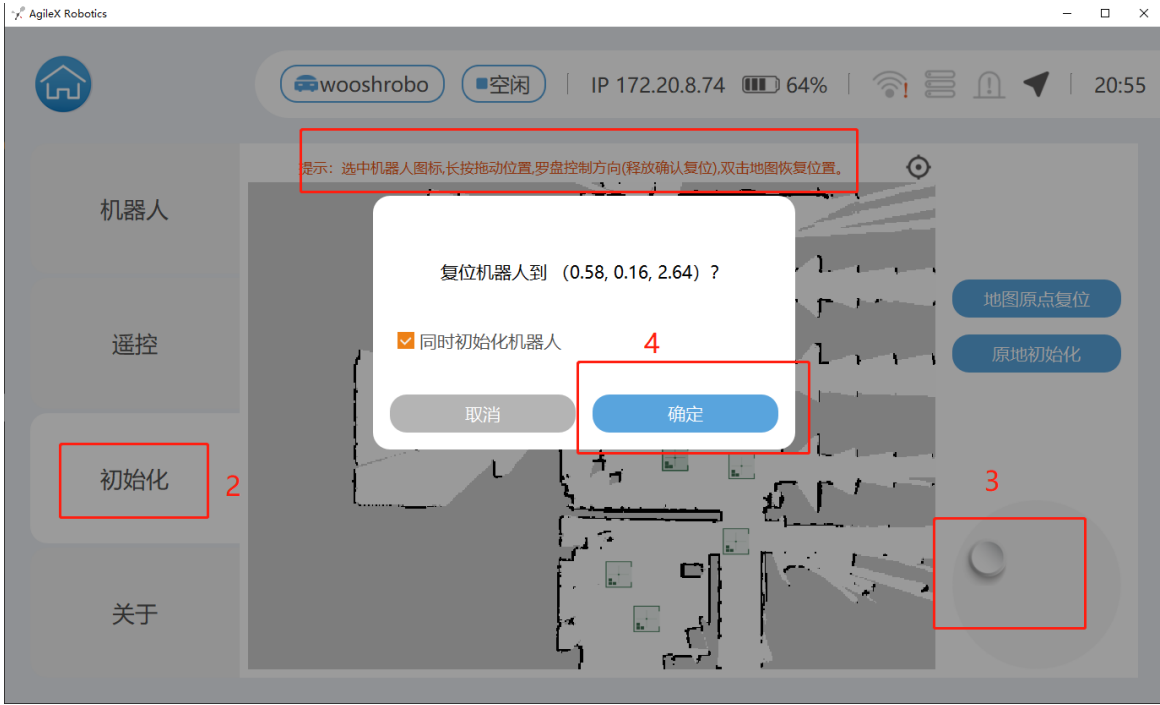 AgileX Robotics
wooshrobo
空闲
IP 172.20.8.74
64%
20:55
提示：选中机器人图标,长按拖动位置,罗盘控制方向(释放确认复位),双击地图恢复位置。
机器人
遥控
初始化
2
关于
复位机器人到 （0.58, 0.16, 2.64）？
同时初始化机器人
4
取消
确定
地图原点复位
原地初始化
3